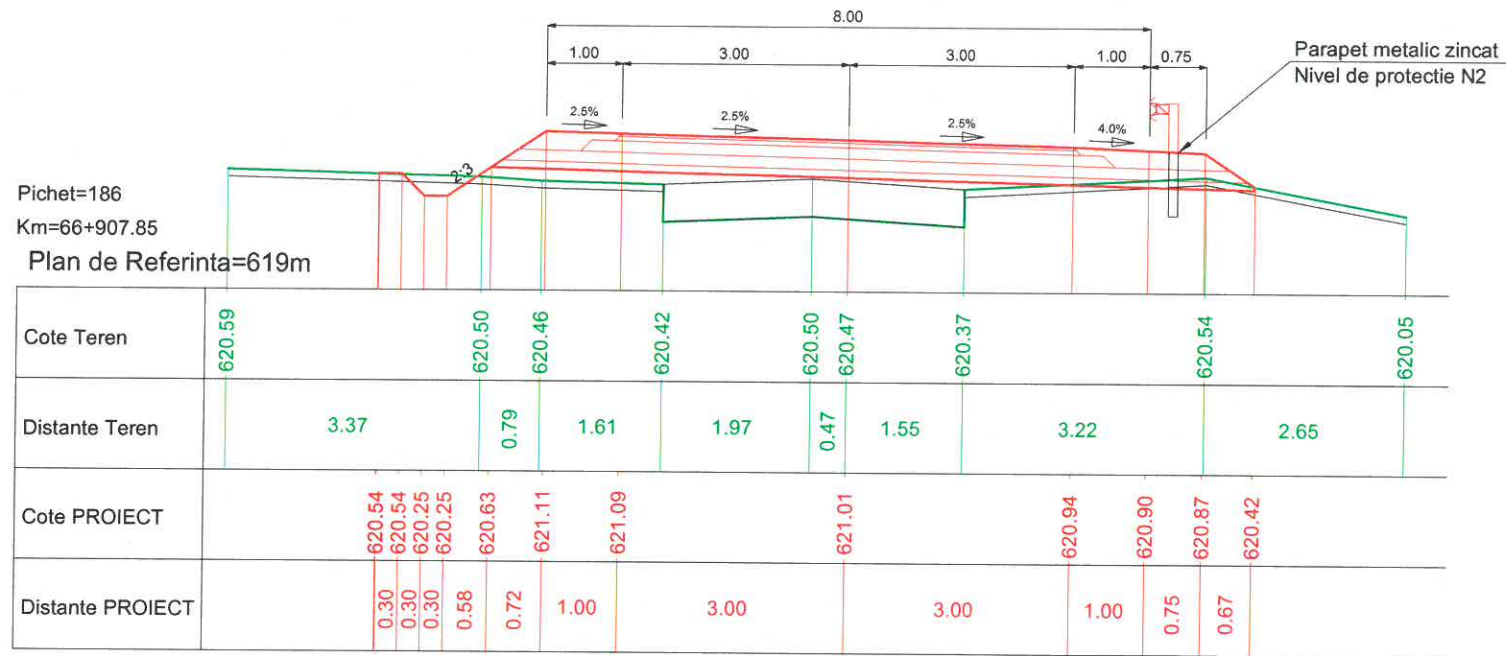 8.00
1.00 3.00 3.00 1.00 0.75
Parapet metalic zincat
Nivel de protectie N2
2.5% 2.5% 2.5% 4.0%
2:3
Pichet=186
Km=66+907.85
Plan de Referinta=619m
Cote Teren 620.59 620.50 620.46 620.42 620.50 620.47 620.37 620.54 620.05
Distante Teren 3.37 0.79 1.61 1.97 0.47 1.55 3.22 2.65
Cote PROIECT 620.54 620.54 620.25 620.25 620.63 621.11 621.09 621.01 620.94 620.90 620.87 620.42
Distante PROIECT 0.30 0.30 0.30 0.58 0.72 1.00 3.00 3.00 1.00 0.75 0.67